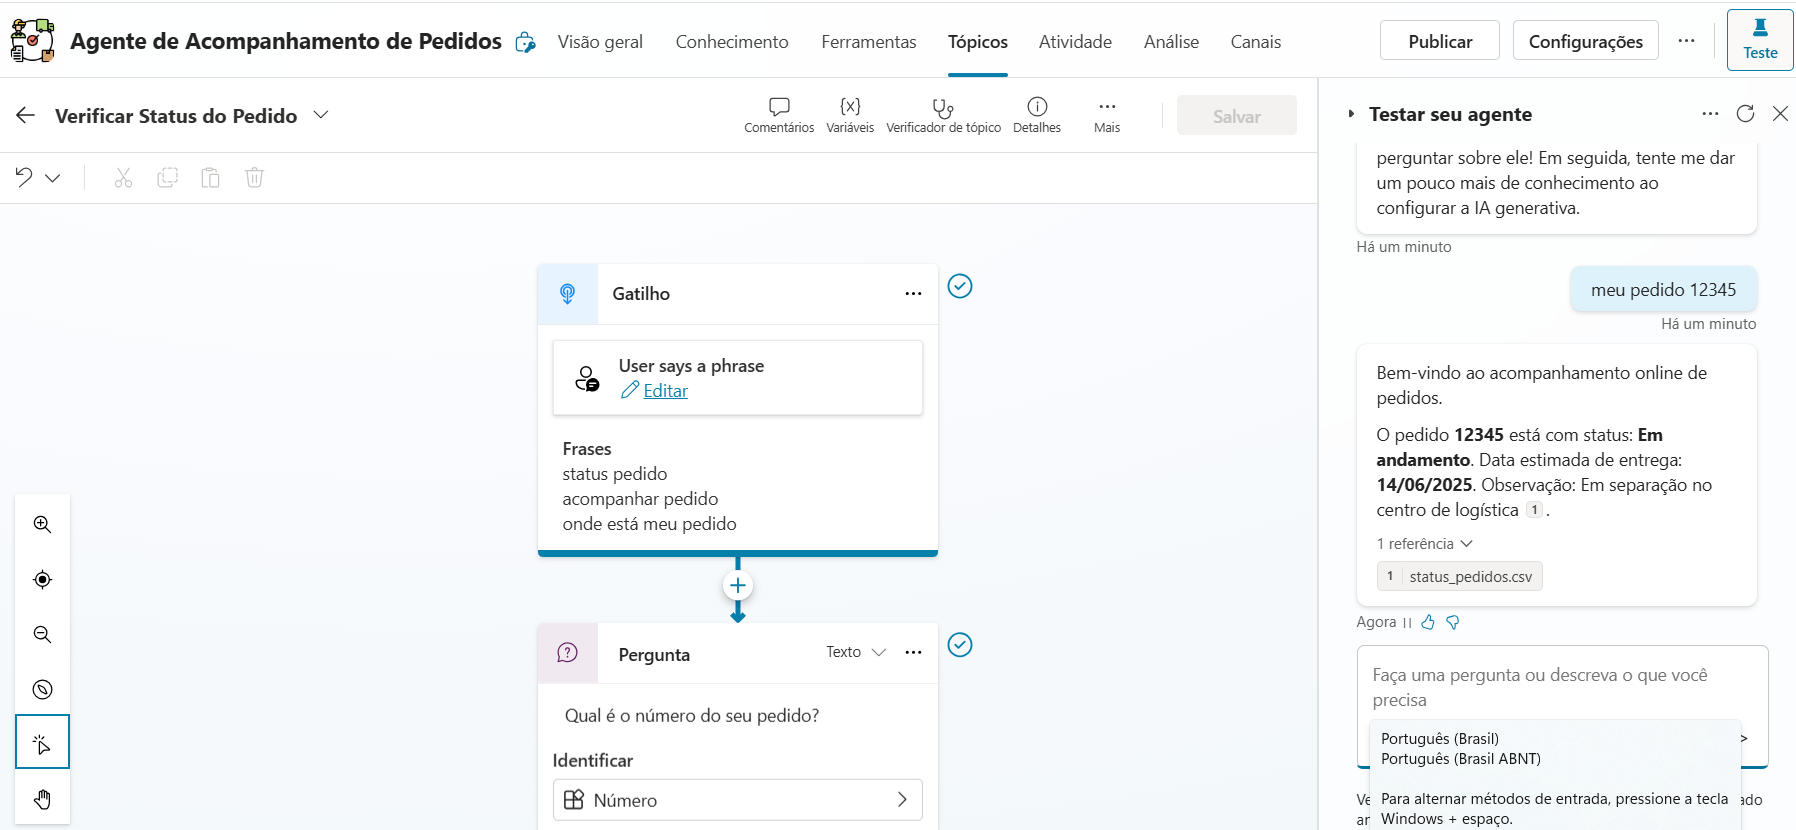 Agente de Acompanhamento de Pedidos
Visão geral
Conhecimento
Ferramentas
Tópicos
Atividade
Análise
Canais
Publicar
Configurações
Teste
Verificar Status do Pedido
Comentários
{x}
Variáveis
Verificador de tópico
Detalhes
Mais
Salvar
Gatilho
User says a phrase
Editar
Frases
status pedido
acompanhar pedido
onde está meu pedido
Pergunta
Texto
Qual é o número do seu pedido?
Identificar
Número
Testar seu agente
perguntar sobre ele! Em seguida, tente me dar
um pouco mais de conhecimento ao
configurar a IA generativa.
Há um minuto
meu pedido 12345
Há um minuto
Bem-vindo ao acompanhamento online de
pedidos.
O pedido 12345 está com status: Em
andamento. Data estimada de entrega:
14/06/2025. Observação: Em separação no
centro de logística 1 .
1 referência
1 status_pedidos.csv
Agora
Faça uma pergunta ou descreva o que você
precisa
Português (Brasil)
Português (Brasil ABNT)
Para alternar métodos de entrada, pressione a tecla
Windows + espaço.